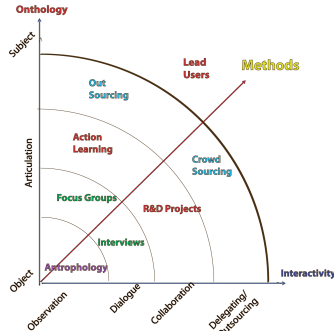 Onthology
Subject
Lead
Users
Methods
Out
Sourcing
Action
Learning
Crowd
Sourcing
Articulation
Focus Groups
R&D Projects
Interviews
Antrophology
Object
Interactivity
Observation
Dialogue
Collaboration
Delegating/
Outsourcing